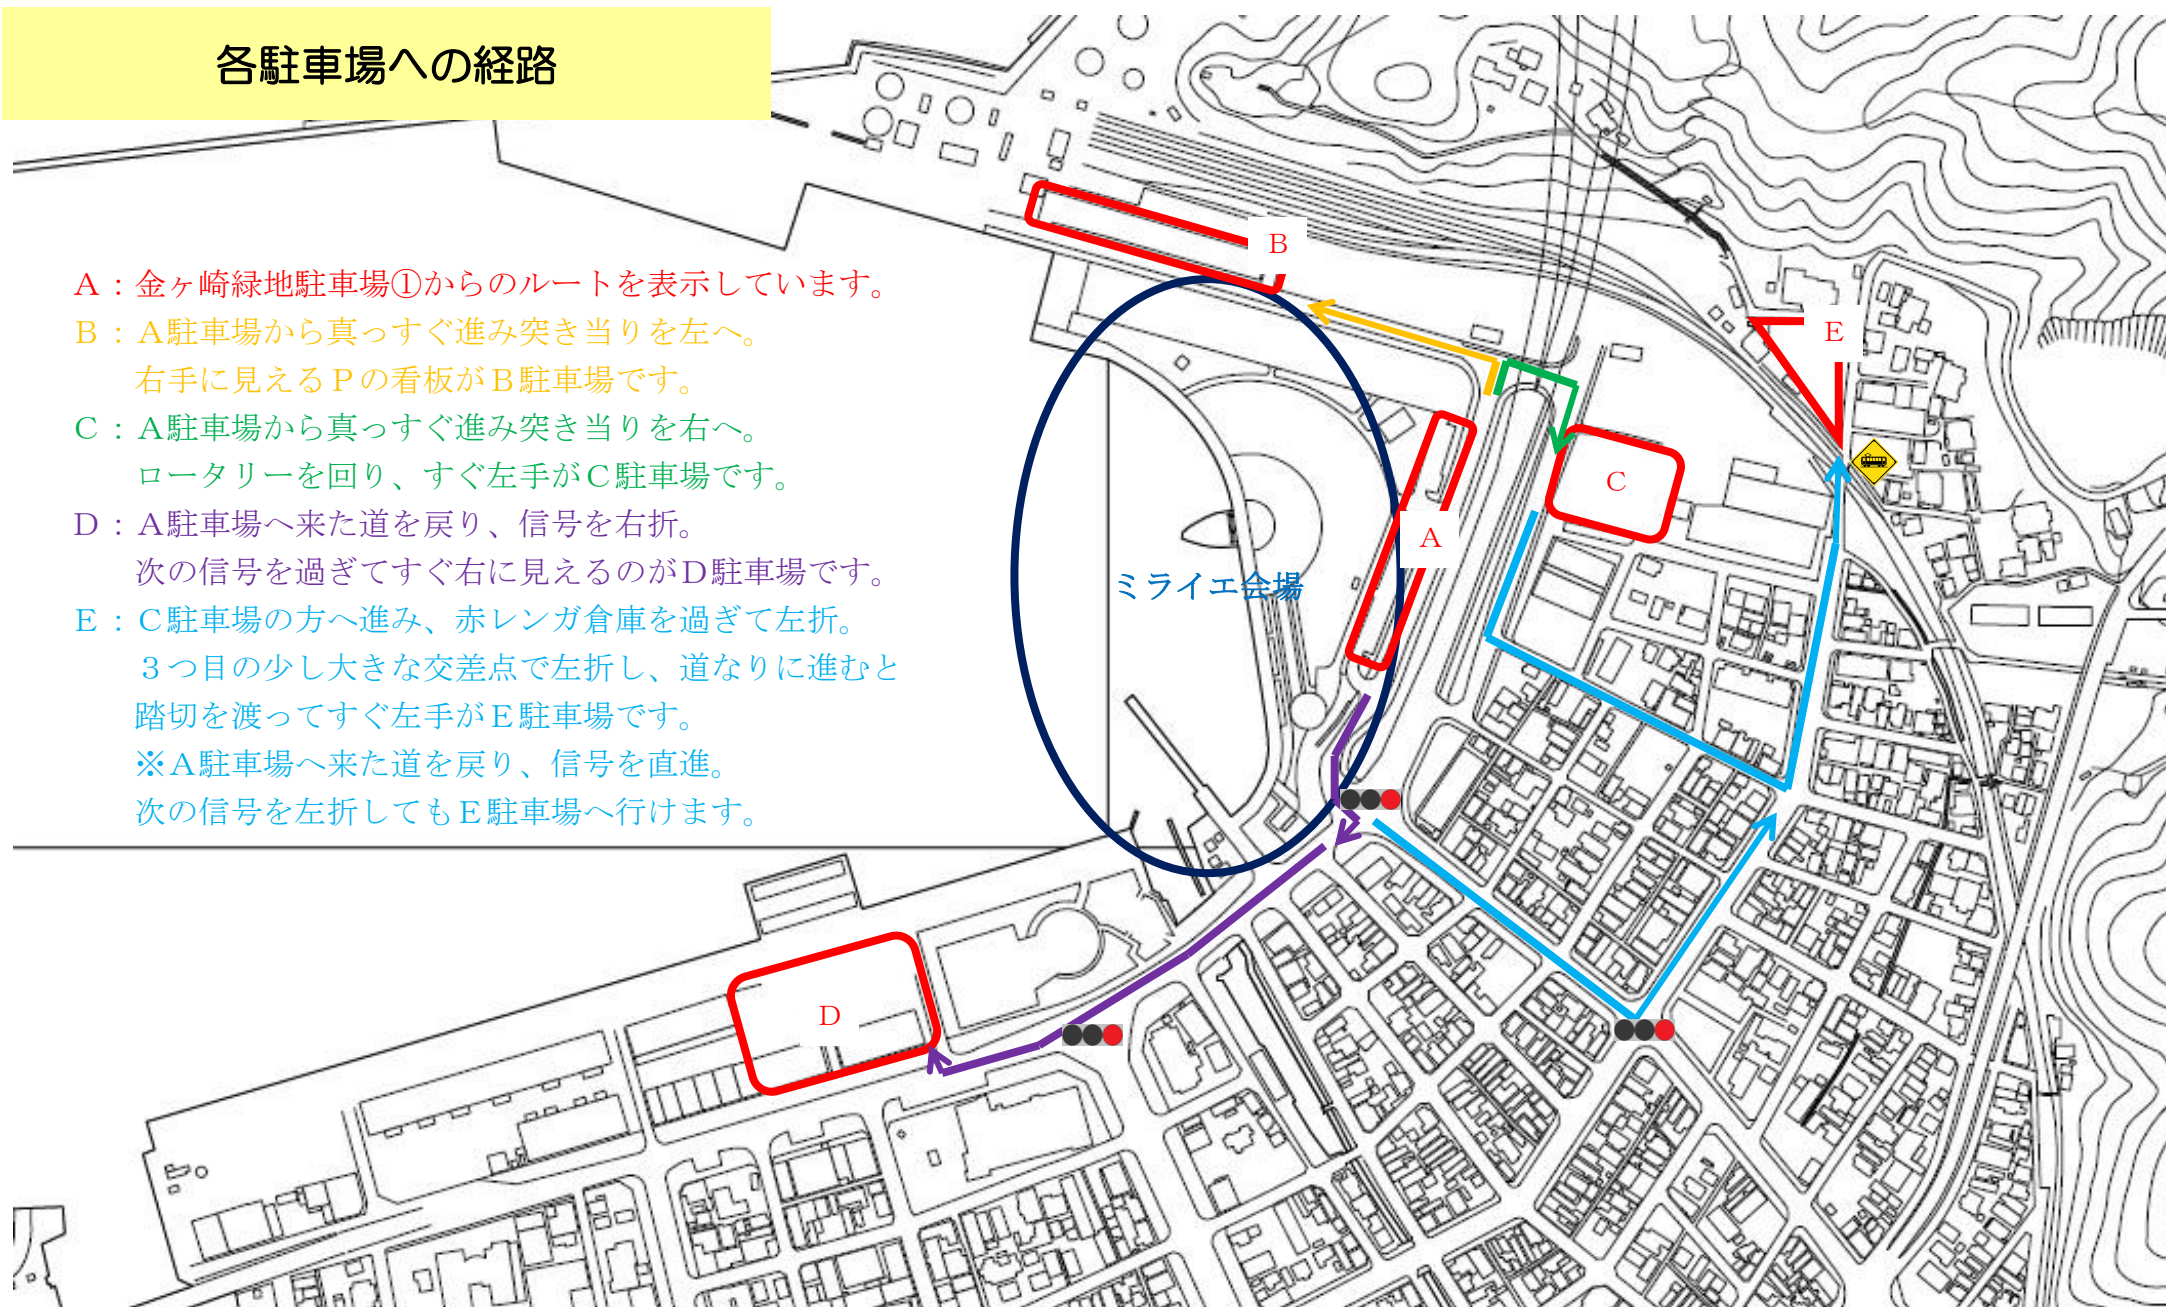 各駐車場への経路
A：金ヶ崎緑地駐車場①からのルートを表示しています。
B：A駐車場から真っすぐ進み突き当りを左へ。
右手に見えるPの看板がB駐車場です。
C：A駐車場から真っすぐ進み突き当りを右へ。
ロータリーを回り、すぐ左手がC駐車場です。
D：A駐車場へ来た道を戻り、信号を右折。
次の信号を過ぎてすぐ右に見えるのがD駐車場です。
E：C駐車場の方へ進み、赤レンガ倉庫を過ぎて左折。
３つ目の少し大きな交差点で左折し、道なりに進むと
踏切を渡ってすぐ左手がE駐車場です。
※A駐車場へ来た道を戻り、信号を直進。
次の信号を左折してもE駐車場へ行けます。
B
E
C
A
ミライエ会場
D